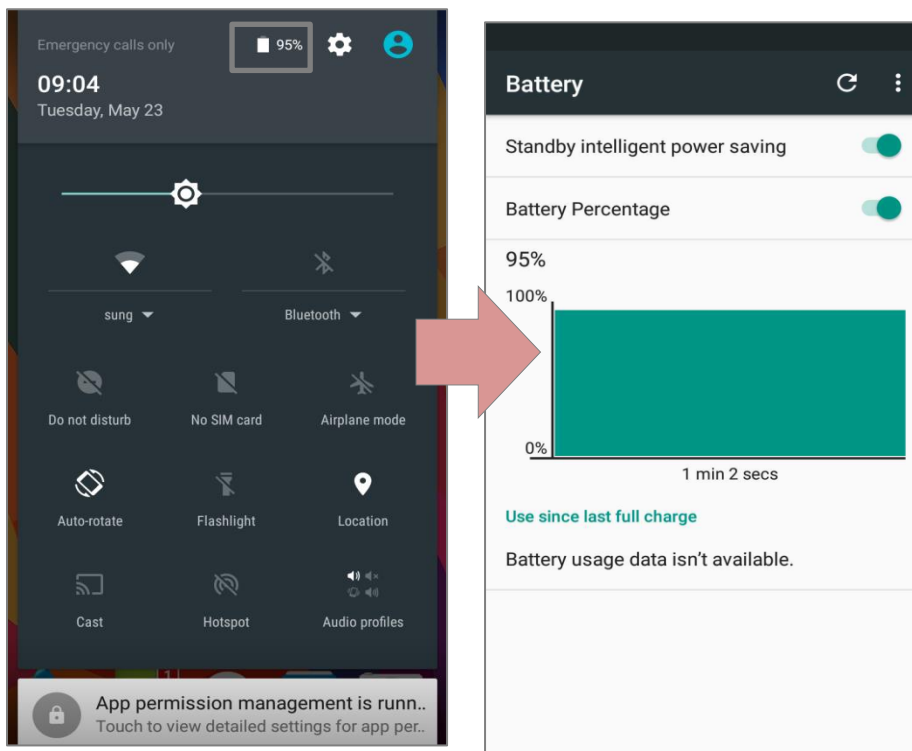 Emergency calls only
95%
09:04
Tuesday, May 23
sung
Bluetooth
Do not disturb
No SIM card
Airplane mode
Auto-rotate
Flashlight
Location
Cast
Hotspot
Audio profiles
1
App permission management is runn..
Touch to view detailed settings for app per..
Battery
Standby intelligent power saving
Battery Percentage
95%
100%
0%
1 min 2 secs
Use since last full charge
Battery usage data isn't available.